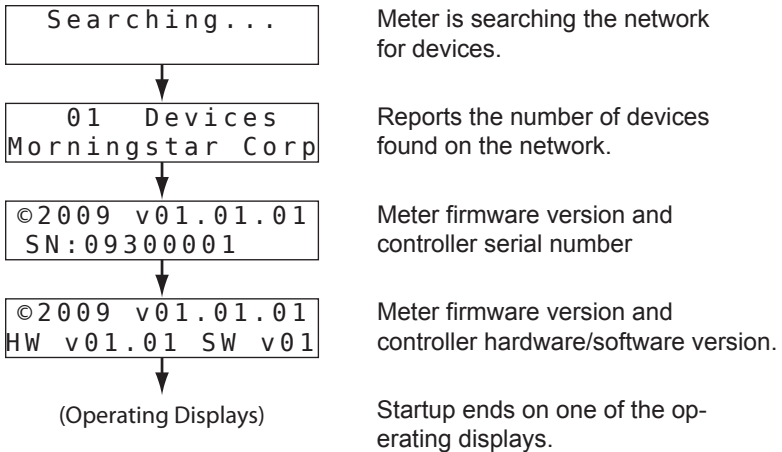 Searching...
Meter is searching the network
for devices.
01 Devices
Morningstar Corp
Reports the number of devices
found on the network.
©2009 v01.01.01
SN:09300001
Meter firmware version and
controller serial number
©2009 v01.01.01
HW v01.01 SW v01
Meter firmware version and
controller hardware/software version.
(Operating Displays)
Startup ends on one of the op-
erating displays.